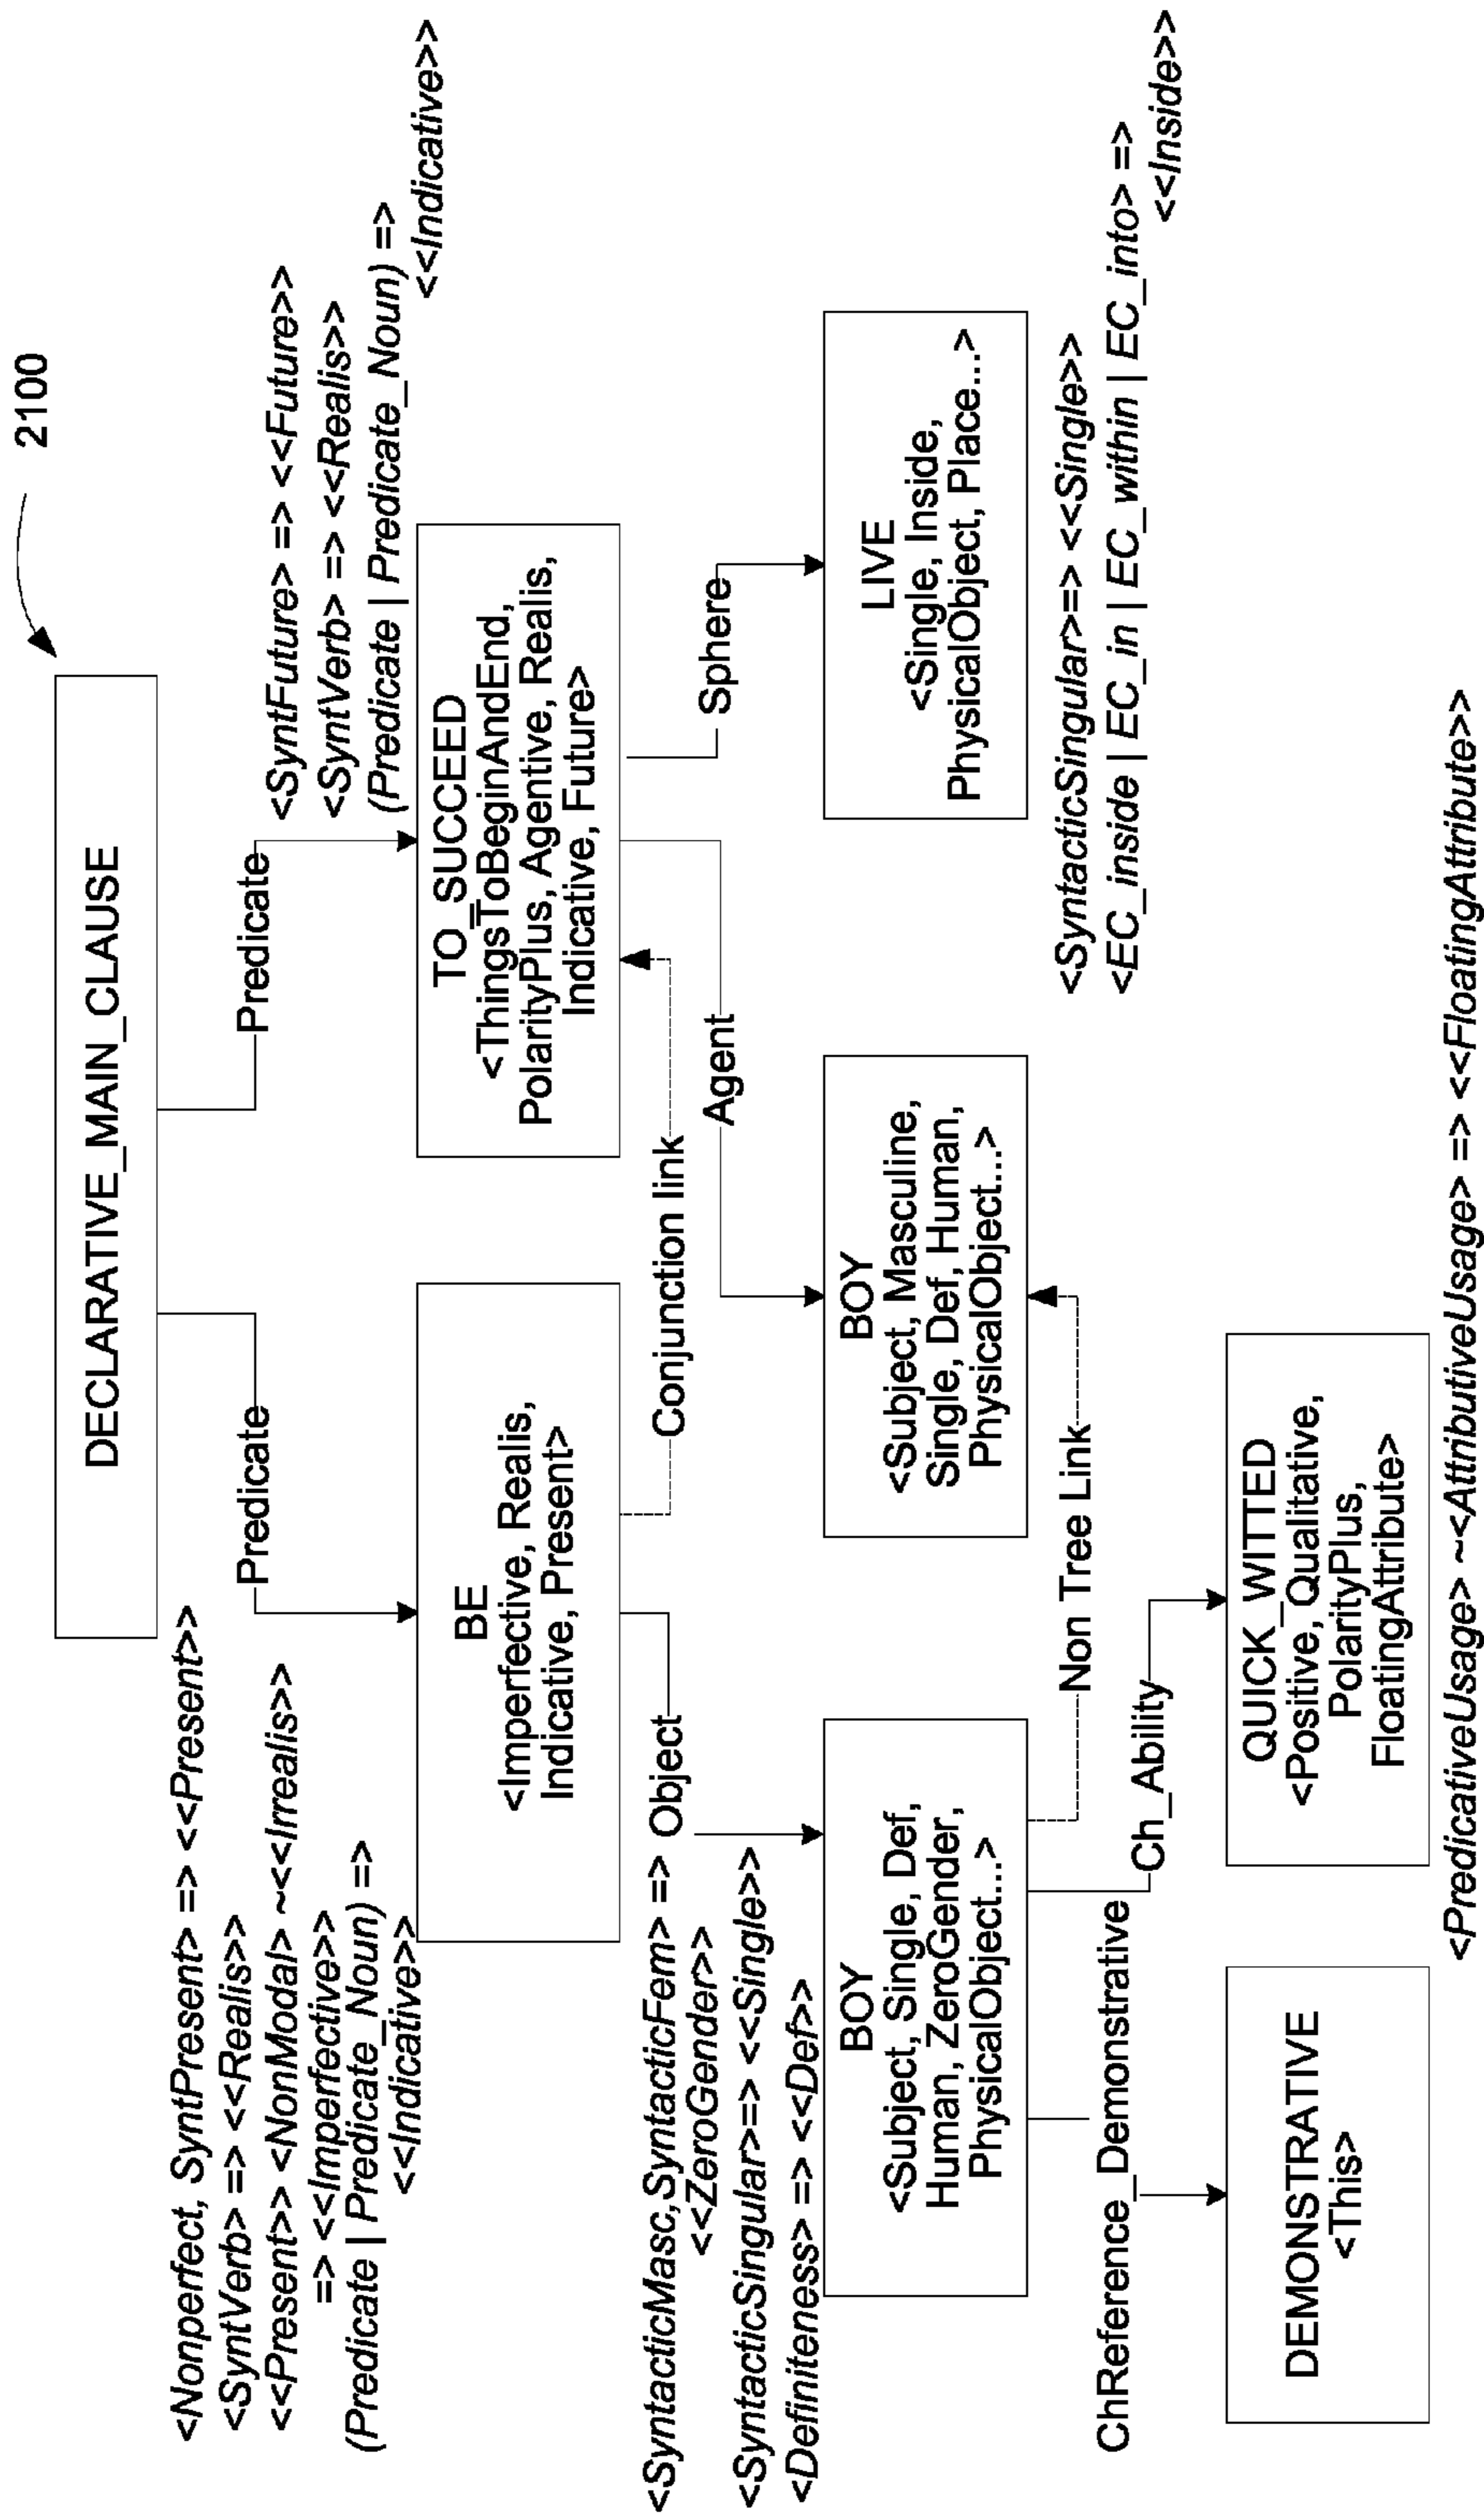 2100
DECLARATIVE_MAIN_CLAUSE
<Nonperfect, SyntPresent> => <<Present>>
<SyntVerb> => <<Realis>>
<<Present>> <NonModal> ~<<Irrealis>>
=> <<Imperfective>>
(Predicate | Predicate_Noun) =>
<<Indicative>>
Predicate
Predicate
<SyntFuture> => <<Future>>
<SyntVerb> => <<Realis>>
(Predicate | Predicate_Noun) =>
<<Indicative>>
BE
<Imperfective, Realis,
Indicative, Present>
TO_SUCCEED
<ThingsToBeginAndEnd,
PolarityPlus, Agentive, Realis,
Indicative, Future>
<SyntacticMasc,SyntacticFem> =>
<<ZeroGender>>
<SyntacticSingular>=> <<Single>>
<Definiteness> => <<Def>>
Object
Conjunction link
Agent
Sphere
BOY
<Subject, Single, Def,
Human, ZeroGender,
PhysicalObject...>
BOY
<Subject, Masculine,
Single, Def, Human,
PhysicalObject...>
LIVE
<Single, Inside,
PhysicalObject, Place...>
ChReference_Demonstrative
Ch_Ability
Non Tree Link
<SyntacticSingular>=> <<Single>>
<EC_inside | EC_in | EC_within | EC_into> =>
<<Inside>>
DEMONSTRATIVE
<This>
QUICK_WITTED
<Positive, Qualitative,
PolarityPlus,
FloatingAttribute>
<PredicativeUsage> ~<AttributiveUsage> => <<FloatingAttribute>>